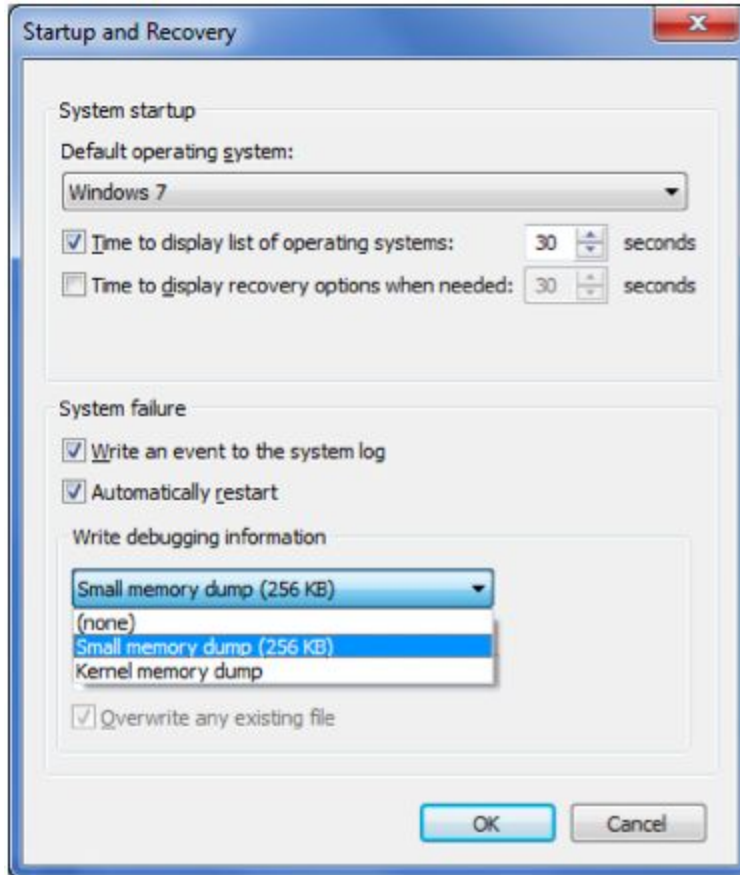 Startup and Recovery
System startup
Default operating system:
Windows 7
Time to display list of operating systems: 30 seconds
Time to display recovery options when needed: 30 seconds
System failure
Write an event to the system log
Automatically restart
Write debugging information
Small memory dump (256 KB)
(none)
Small memory dump (256 KB)
Kernel memory dump
Overwrite any existing file
OK Cancel